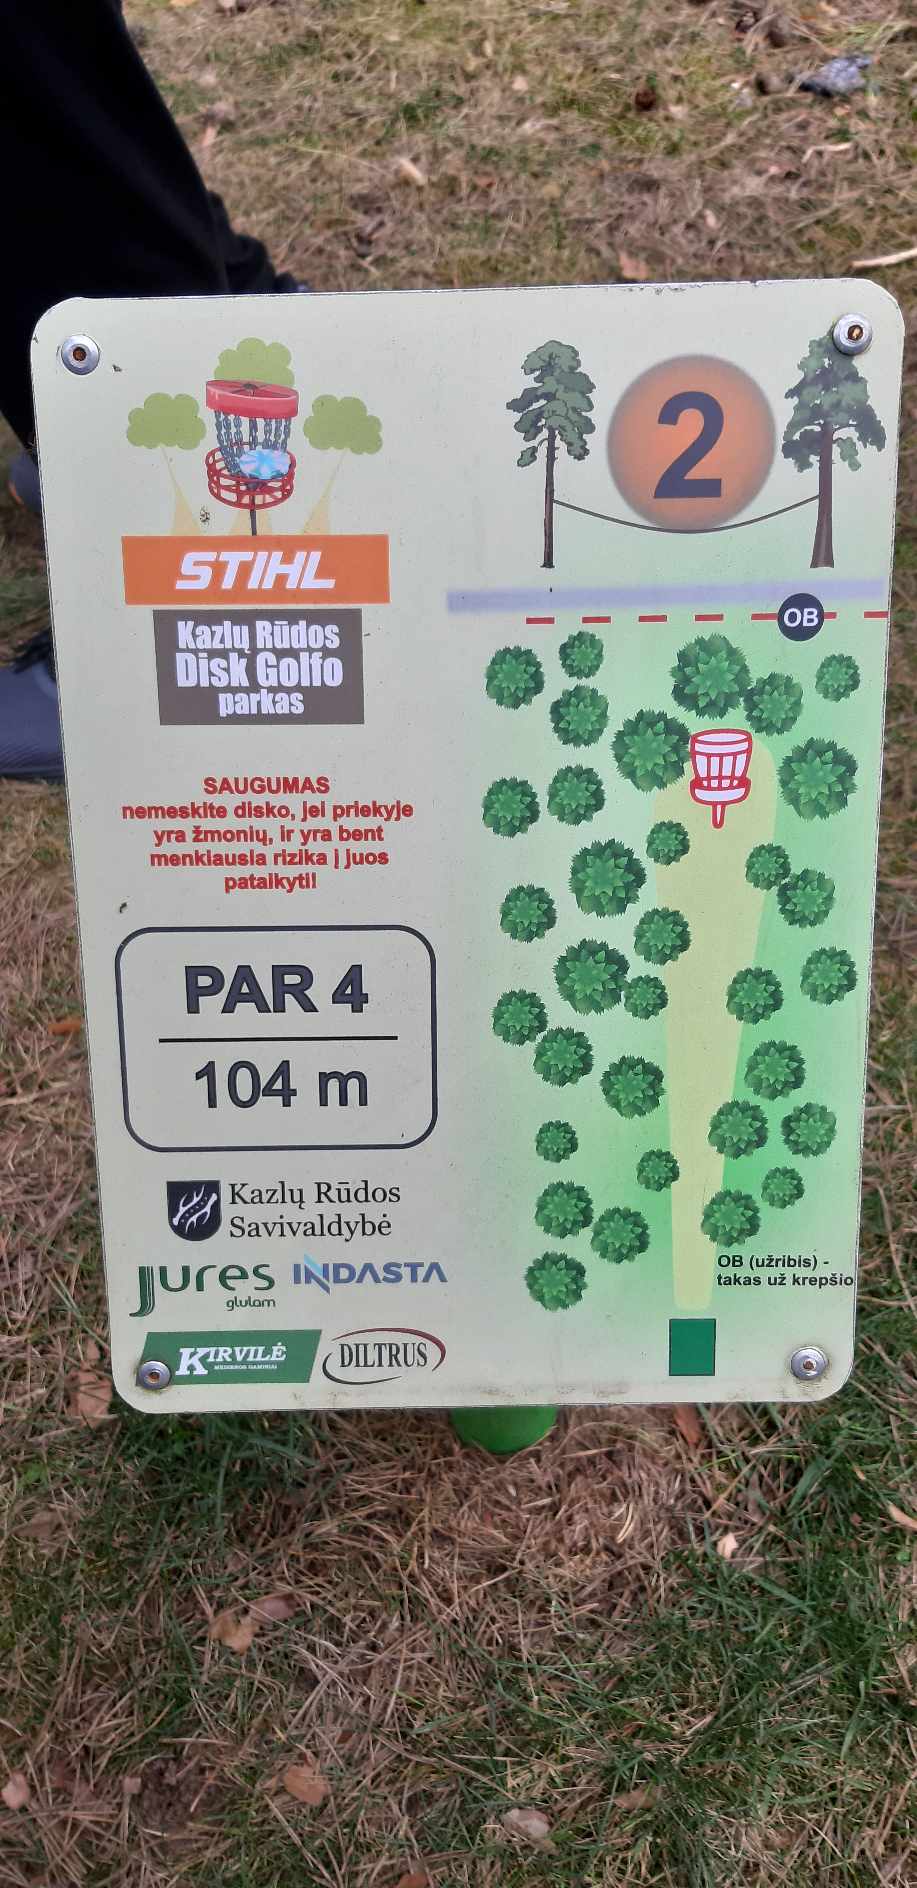 2
STIHL
Kazlų Rūdos
Disk Golfo
parkas
OB
SAUGUMAS
nemeskite disko, jei priekyje
yra žmonių, ir yra bent
menkiausia rizika į juos
pataikyti!
PAR 4
104 m
Kazlų Rūdos
Savivaldybė
Jures
glulam
INDASTA
KIRVILĖ
MEDIENOS GAMINIAI
DILTRUS
OB (užribis) -
takas už krepšio